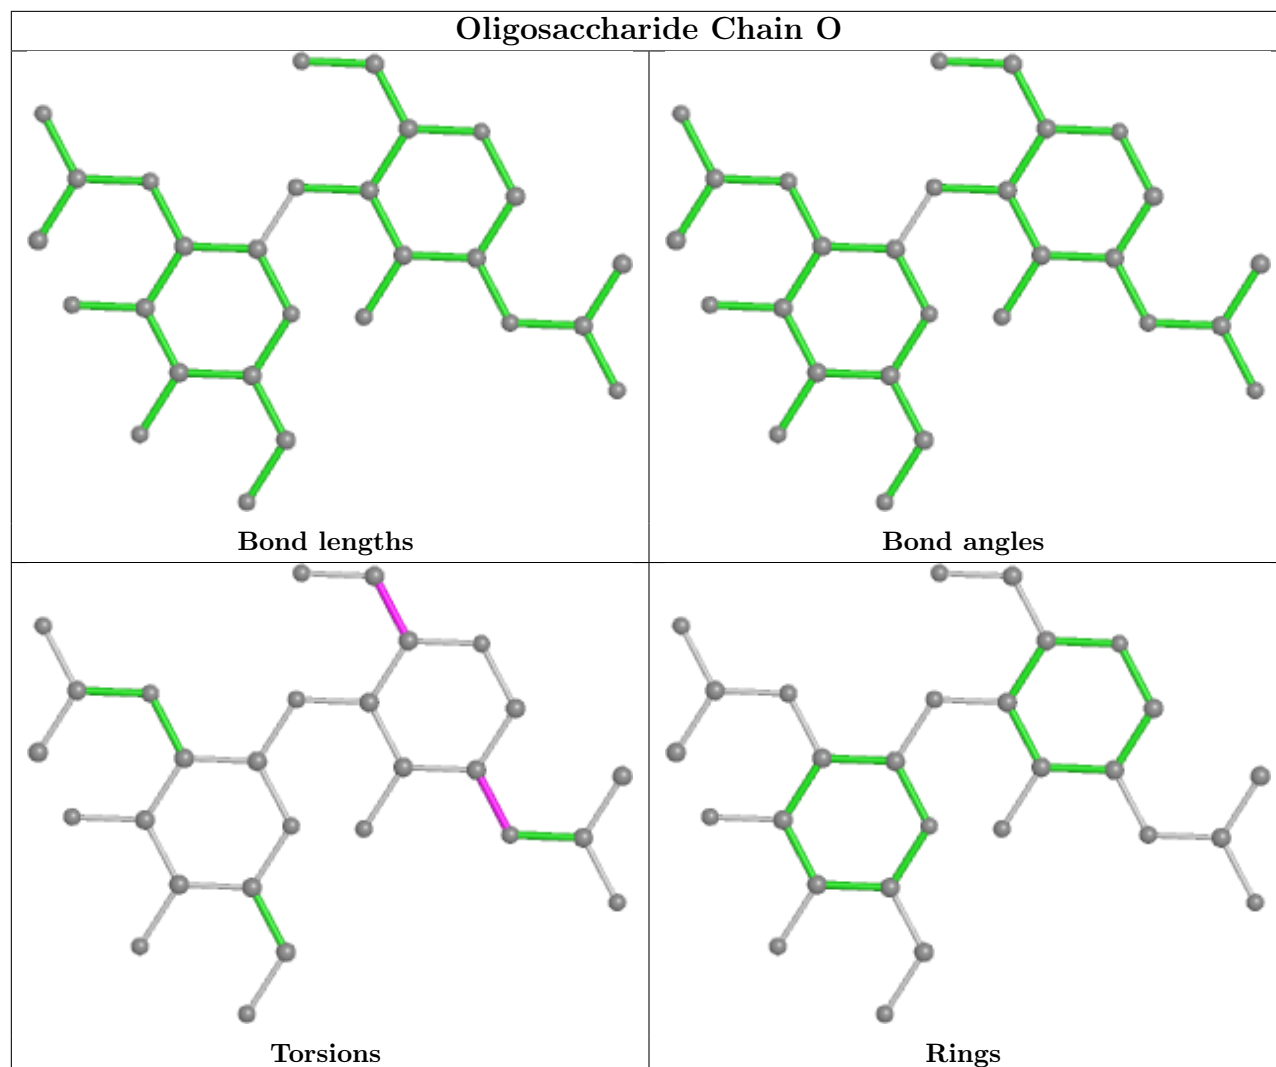 Oligosaccharide Chain O
Bond lengths
Bond angles
Torsions
Rings